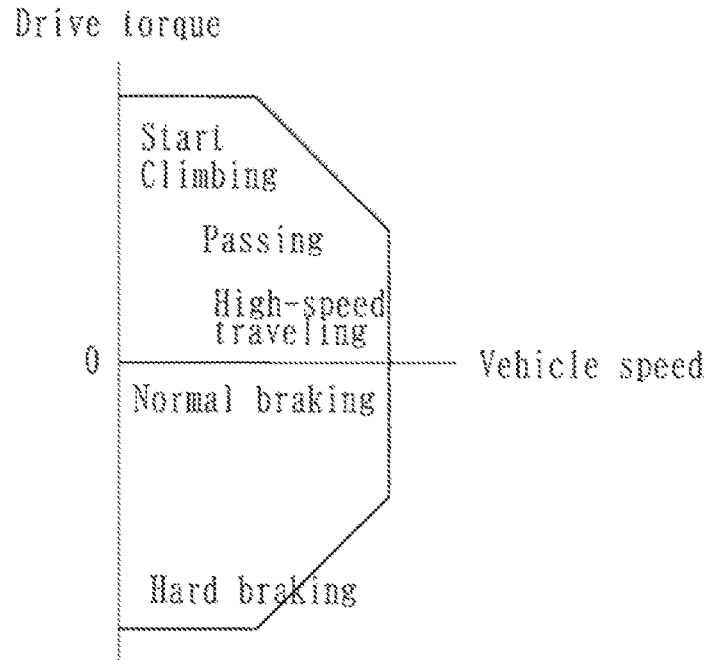 Drive torque
Start
Climbing
Passing
High-speed
traveling
0
Vehicle speed
Normal braking
Hard braking